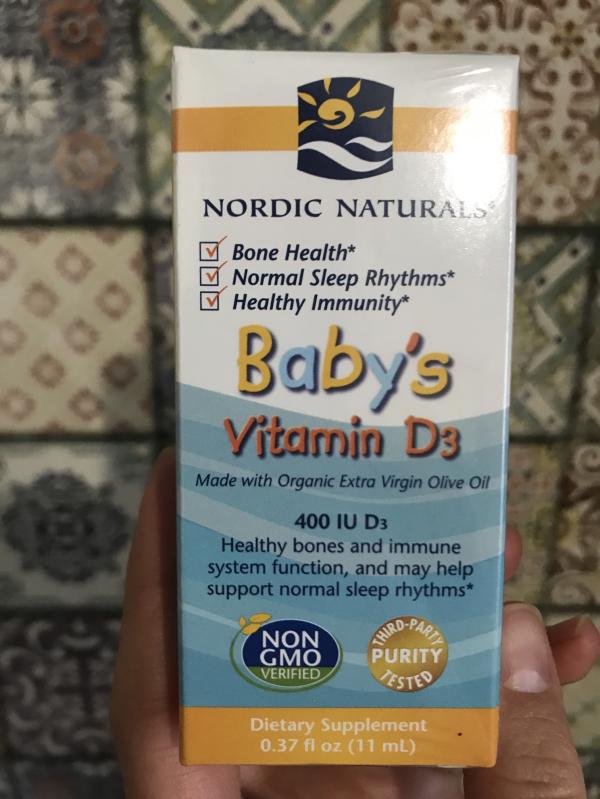 NORDIC NATURALS®
Bone Health*
Normal Sleep Rhythms*
Healthy Immunity*
Baby's
Vitamin D3
Made with Organic Extra Virgin Olive Oil
400 IU D3
Healthy bones and immune
system function, and may help
support normal sleep rhythms*
NON
GMO
VERIFIED
THIRD-PARTY
PURITY
TESTED
Dietary Supplement
0.37 fl oz (11 mL)